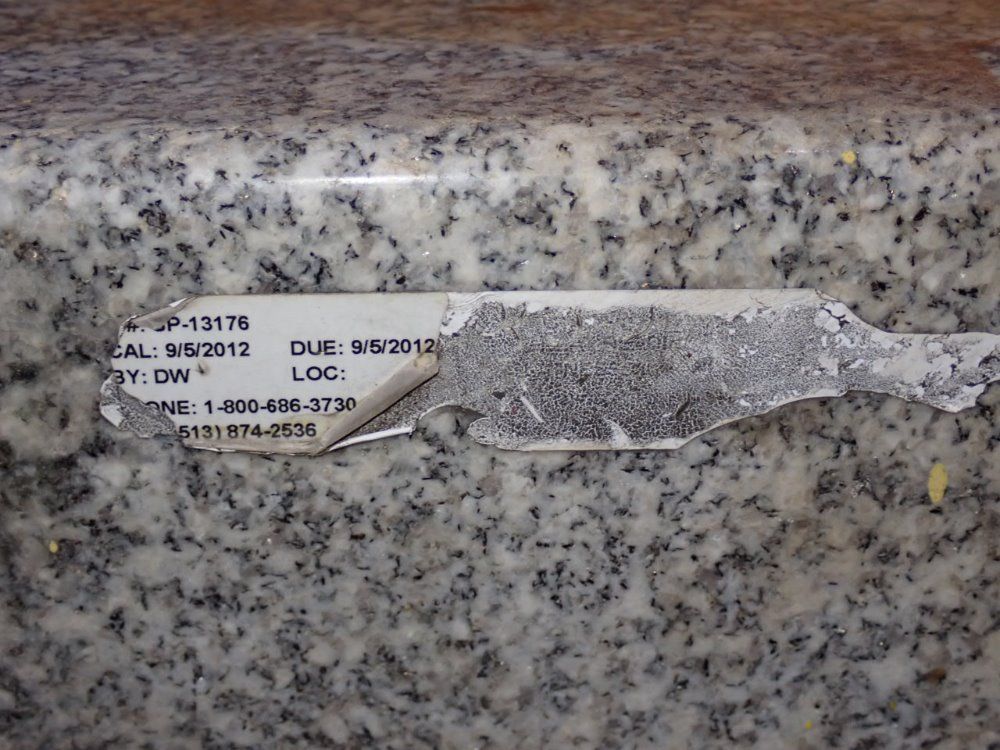 #: SP-13176
CAL: 9/5/2012 DUE: 9/5/2012
BY: DW LOC:
ONE: 1-800-686-3730
513) 874-2536